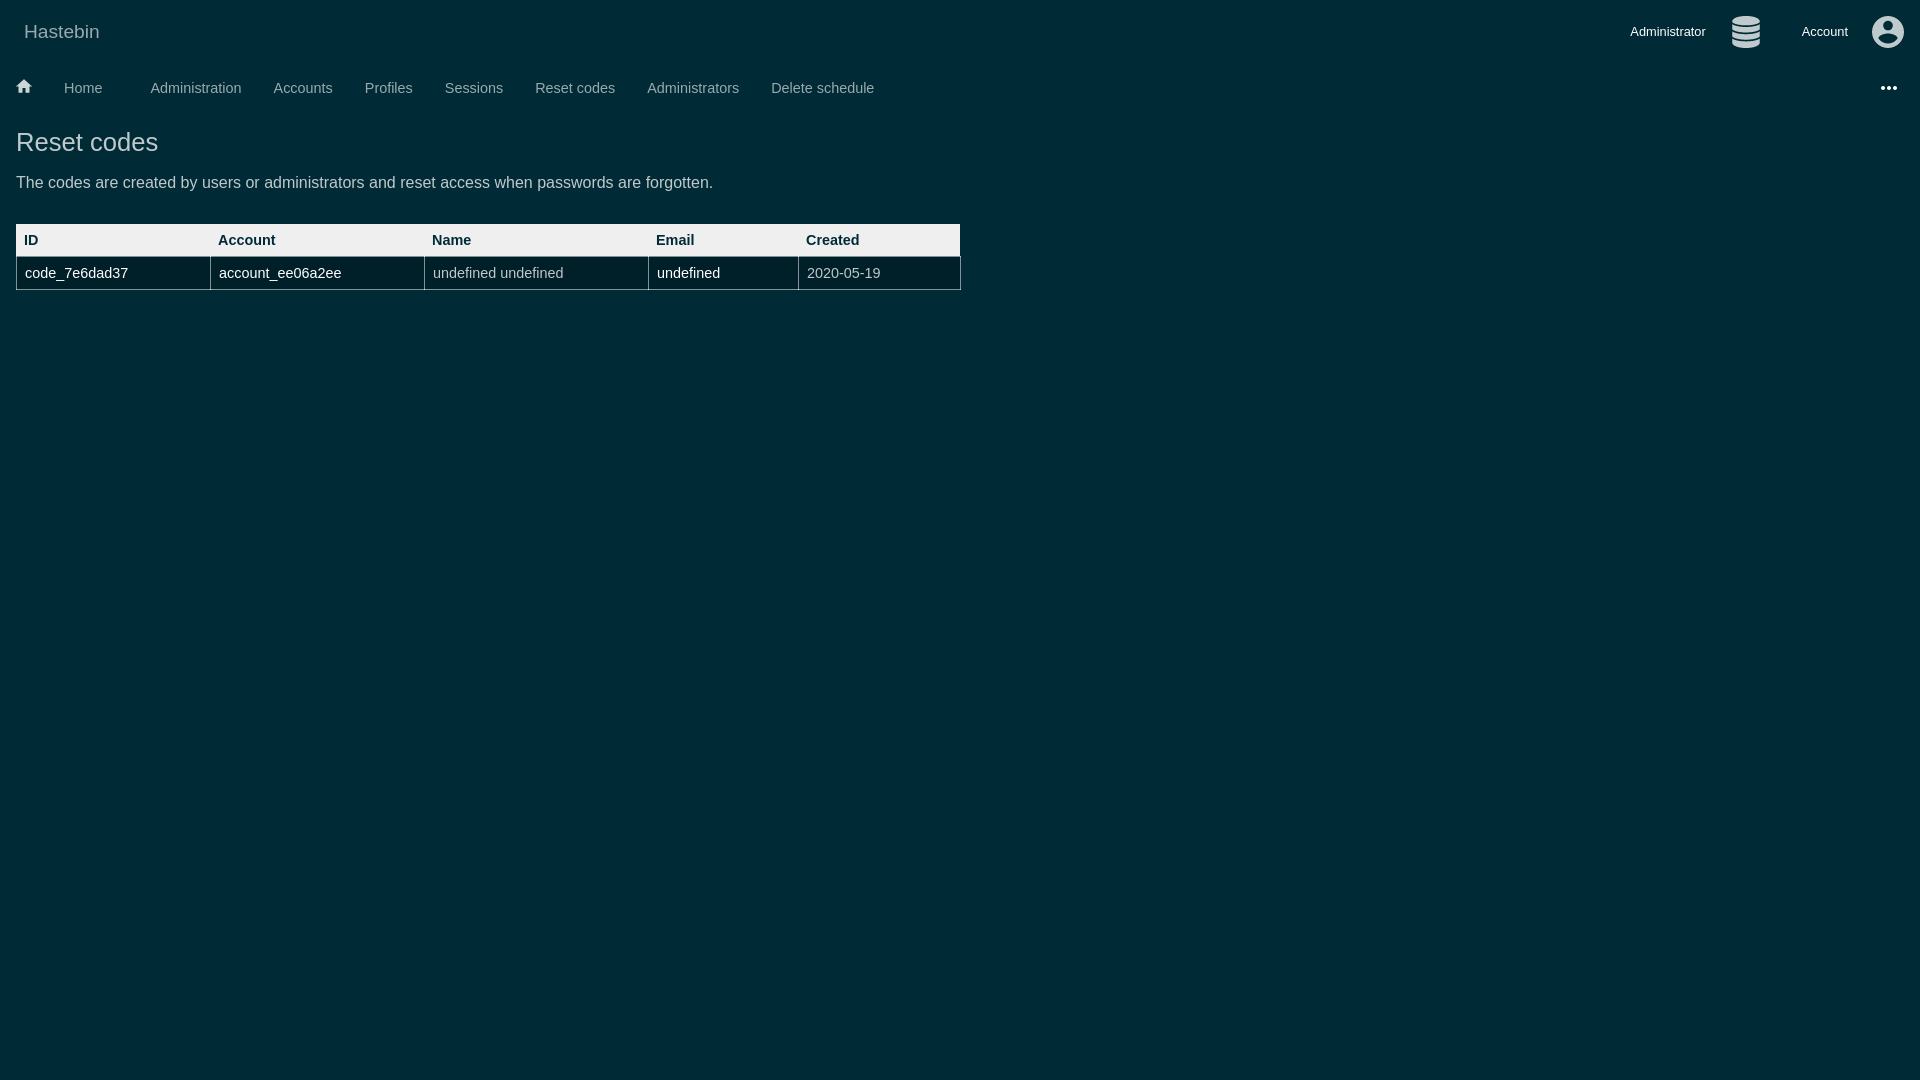 Hastebin
Administrator
Account
Home
Administration
Accounts
Profiles
Sessions
Reset codes
Administrators
Delete schedule
Reset codes
The codes are created by users or administrators and reset access when passwords are forgotten.
ID Account Name Email Created
code_7e6dad37 account_ee06a2ee undefined undefined undefined 2020-05-19